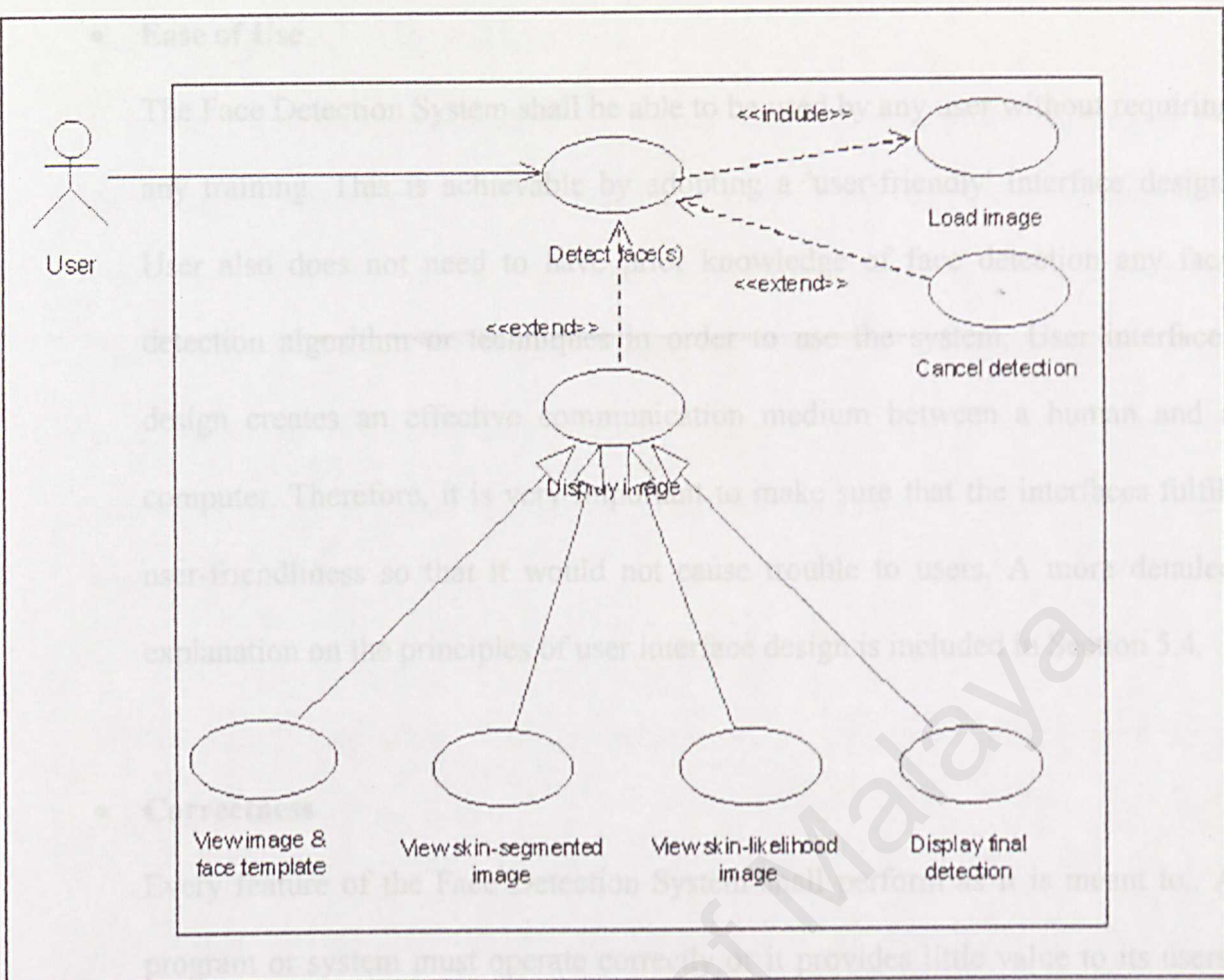 Ease of Use
The Face Detection System shall be able to be used by any user without requiring
<<include>>
any training. This is achievable by adopting a 'user-friendly' interface design.
Load image
User
Detect face(s)
User also does not need to have prior knowledge of face detection any face
<<extend>>
<<extend>>
detection algorithm or techniques in order to use the system. User interface
Cancel detection
design creates an effective communication medium between a human and
Display image
computer. Therefore, it is very important to make sure that the interfaces fulfil
user-friendliness so that it would not cause trouble to users. A more detailed
explanation on the principles of user interface design is included in Section 5.4.
Correctness
View image &
face template
View skin-segmented
image
View skin-likelihood
image
Display final
detection
Every feature of the Face Detection System shall perform as it is meant to. A
program or system must operate correctly or it provides little value to its users
of Malaya